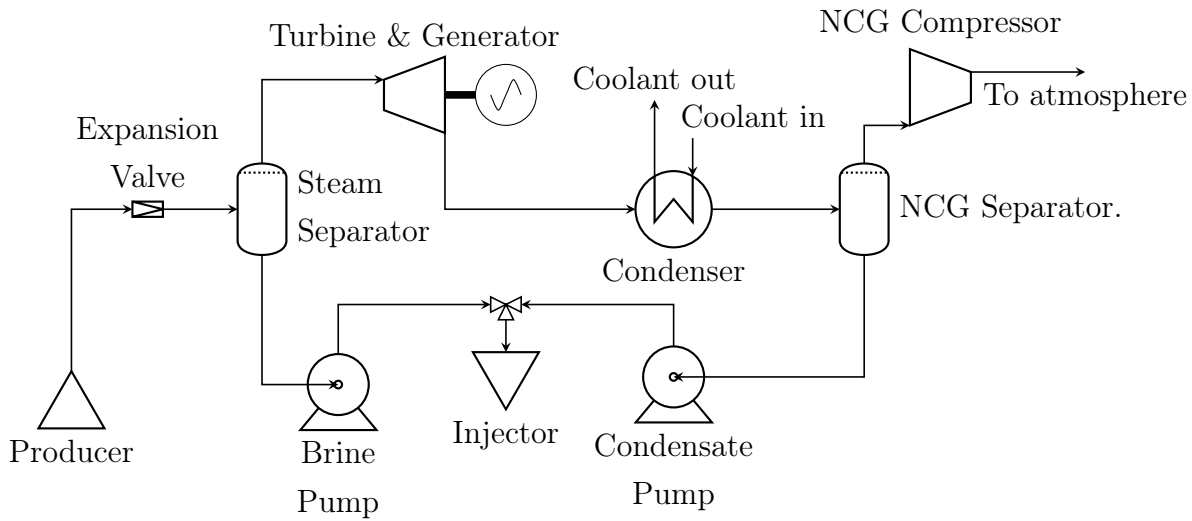 NCG Compressor
Turbine & Generator
Coolant out
To atmosphere
Coolant in
Expansion
Valve
Steam
Separator
NCG Separator.
Condenser
Injector
Producer
Brine
Pump
Condensate
Pump